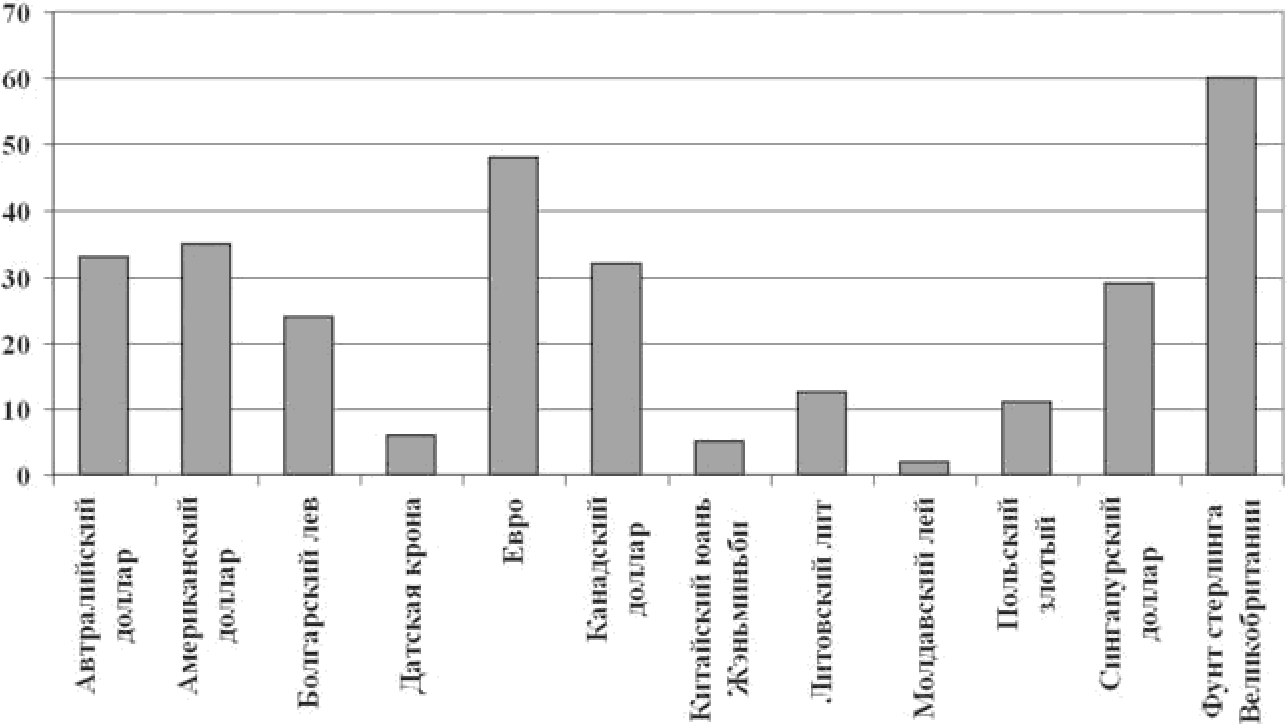 70
60
50
40
30
20
10
0
Автралийский
доллар
Американский
доллар
Болгарский лев
Датская крона
Евро
Канадский
доллар
Китайский юань
Жэньминьби
Литовский лит
Молдавский лей
Польский
злотый
Сингапурский
доллар
Фунт стерлинга
Великобритании